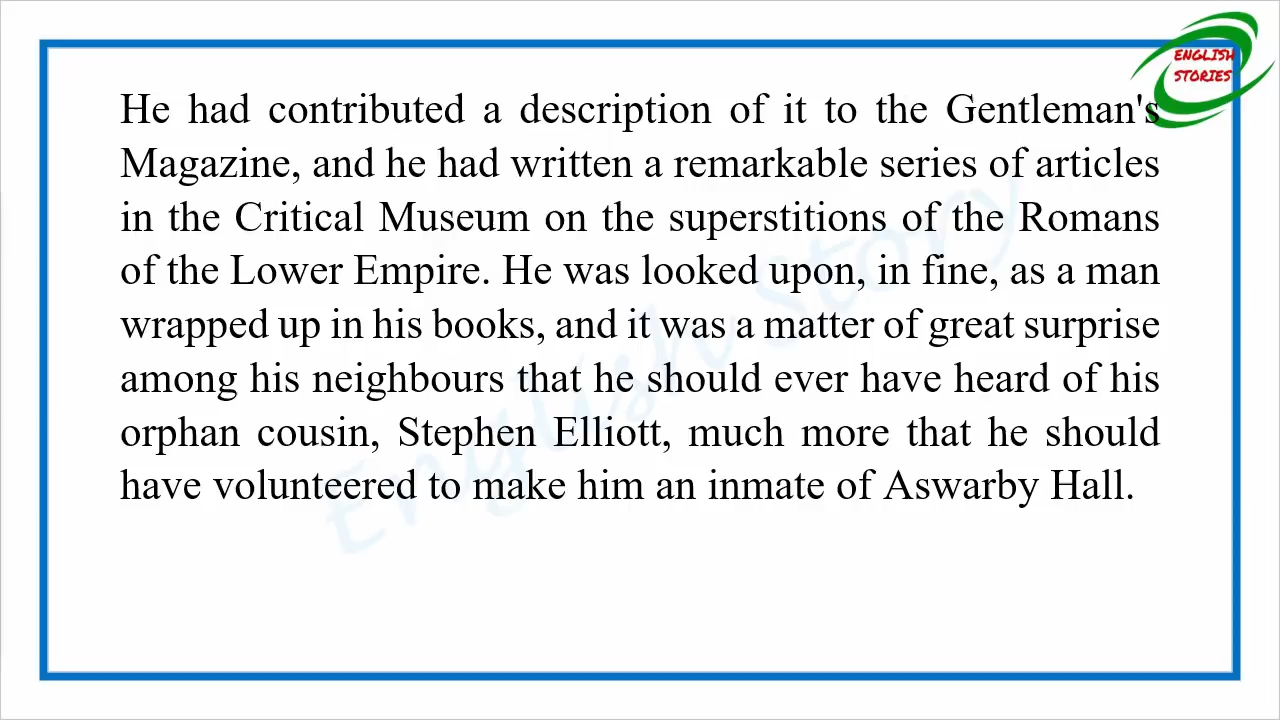 ENGLISH
STORIES
He had contributed a description of it to the Gentleman's
Magazine, and he had written a remarkable series of articles
in the Critical Museum on the superstitions of the Romans
of the Lower Empire. He was looked upon, in fine, as a man
wrapped up in his books, and it was a matter of great surprise
among his neighbours that he should ever have heard of his
orphan cousin, Stephen Elliott, much more that he should
have volunteered to make him an inmate of Aswarby Hall.
English Story